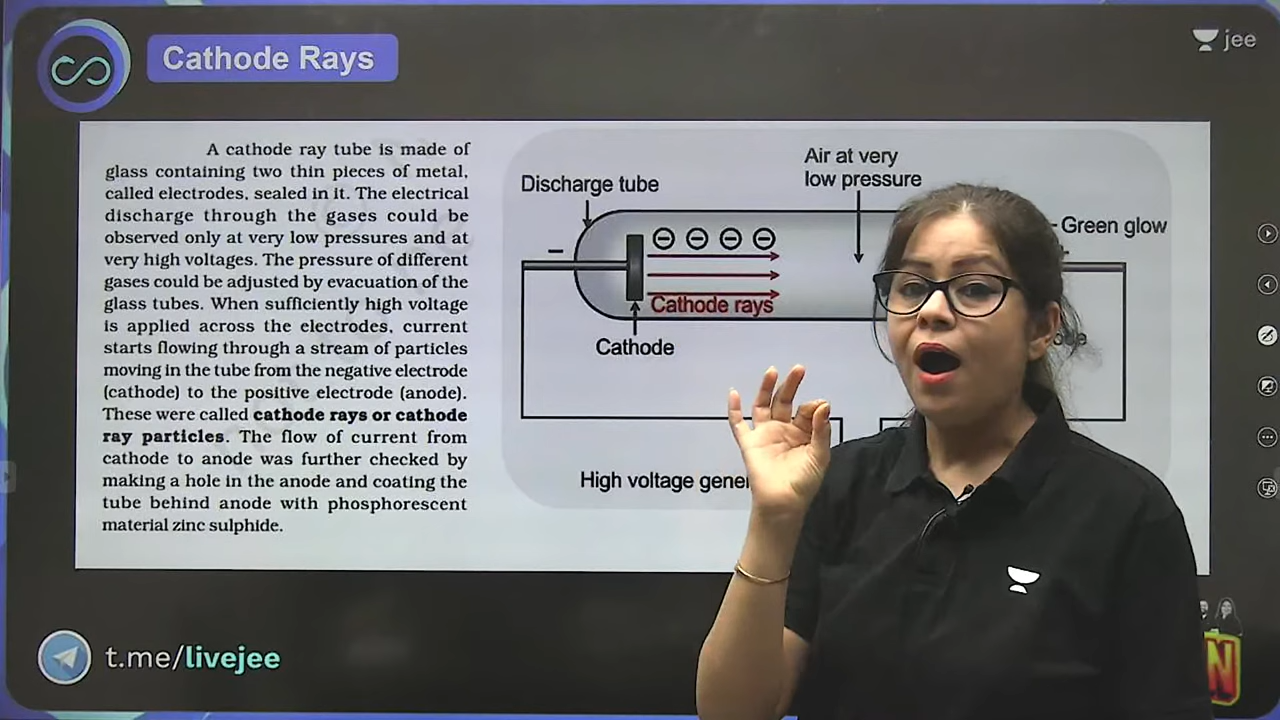 Cathode Rays
jee
A cathode ray tube is made of
glass containing two thin pieces of metal,
called electrodes, sealed in it. The electrical
discharge through the gases could be
observed only at very low pressures and at
very high voltages. The pressure of different
gases could be adjusted by evacuation of the
glass tubes. When sufficiently high voltage
is applied across the electrodes, current
starts flowing through a stream of particles
moving in the tube from the negative electrode
(cathode) to the positive electrode (anode).
These were called cathode rays or cathode
ray particles. The flow of current from
cathode to anode was further checked by
making a hole in the anode and coating the
tube behind anode with phosphorescent
material zinc sulphide.
Air at very
low pressure
Discharge tube
Green glow
Cathode rays
Cathode
High voltage
t.me/livejee
N